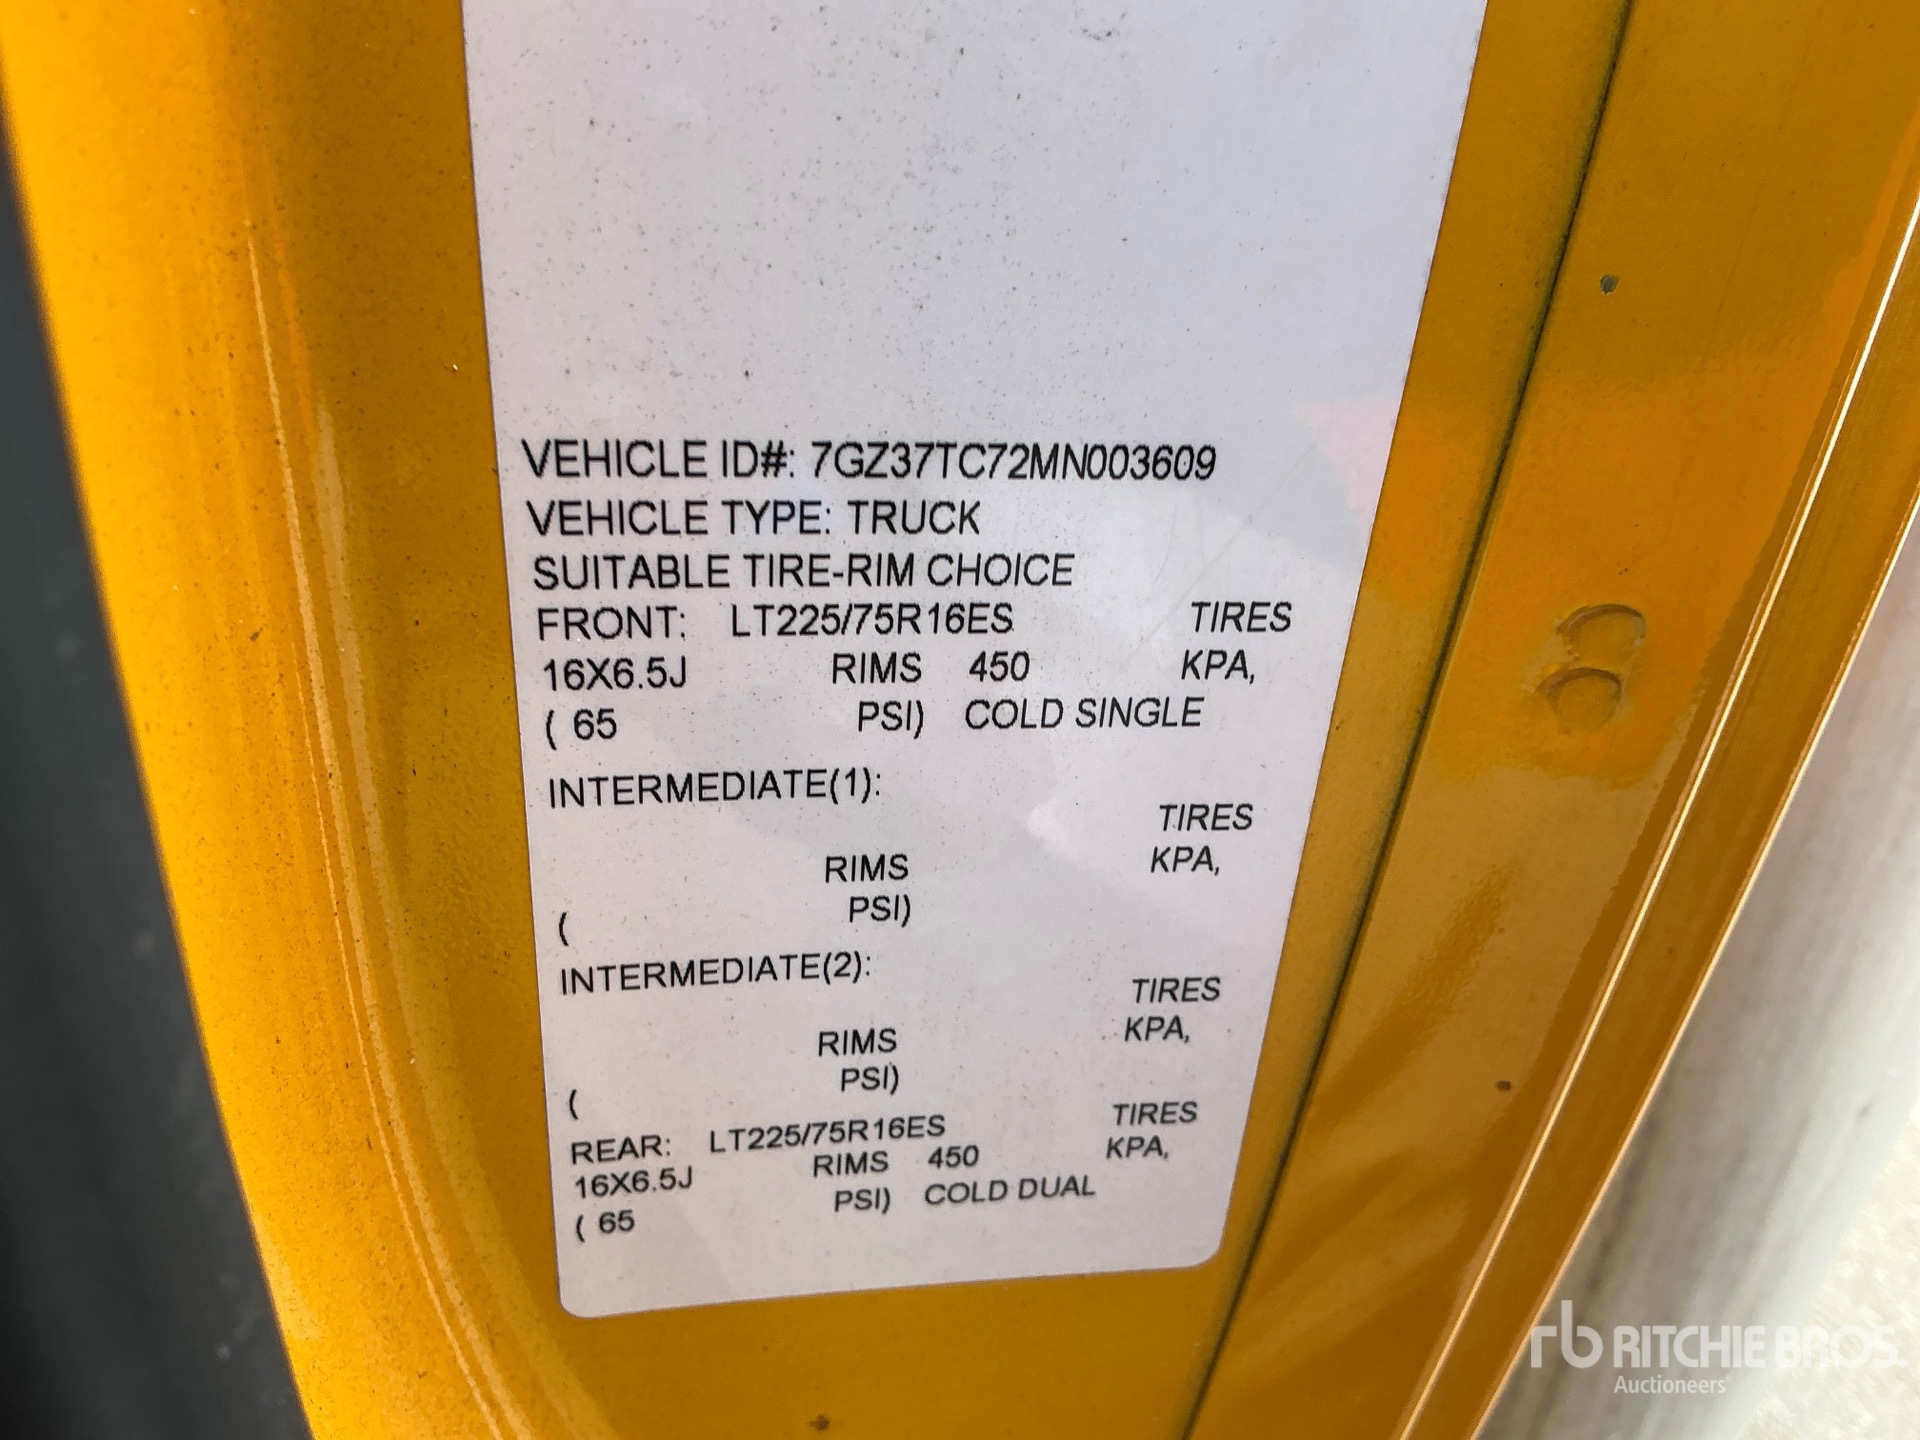 VEHICLE ID#: 7GZ37TC72MN003609
VEHICLE TYPE: TRUCK
SUITABLE TIRE-RIM CHOICE
FRONT: LT225/75R16ES TIRES
16X6.5J RIMS 450 KPA,
( 65 PSI) COLD SINGLE
INTERMEDIATE(1):
TIRES
RIMS KPA,
( PSI)
INTERMEDIATE(2):
TIRES
RIMS KPA,
( PSI)
REAR: LT225/75R16ES TIRES
16X6.5J RIMS 450 KPA,
( 65 PSI) COLD DUAL
rb RITCHIE BROS.
Auctioneers